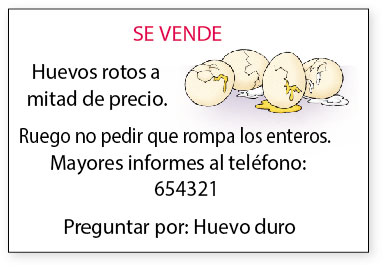 SE VENDE
Huevos rotos a
mitad de precio.
Ruego no pedir que rompa los enteros.
Mayores informes al teléfono:
654321
Preguntar por: Huevo duro